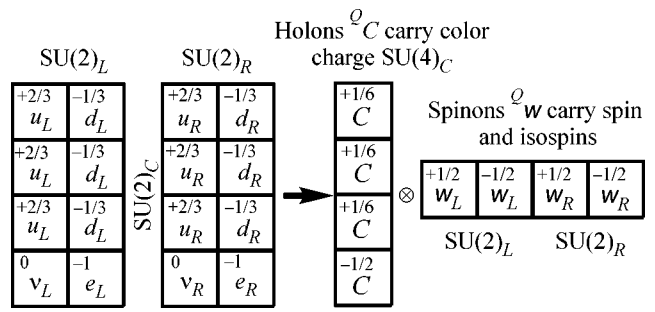 Holons ^Q C carry color
charge SU(4)_C
SU(2)_L
SU(2)_R
+2/3 u_L −1/3 d_L
+2/3 u_L −1/3 d_L
+2/3 u_L −1/3 d_L
0 ν_L −1 e_L
SU(2)_C
+2/3 u_R −1/3 d_R
+2/3 u_R −1/3 d_R
+2/3 u_R −1/3 d_R
0 ν_R −1 e_R
+1/6 C
+1/6 C
+1/6 C
−1/2 C
⊗
Spinons ^Q w carry spin
and isospins
+1/2 w_L −1/2 w_L +1/2 w_R −1/2 w_R
SU(2)_L SU(2)_R